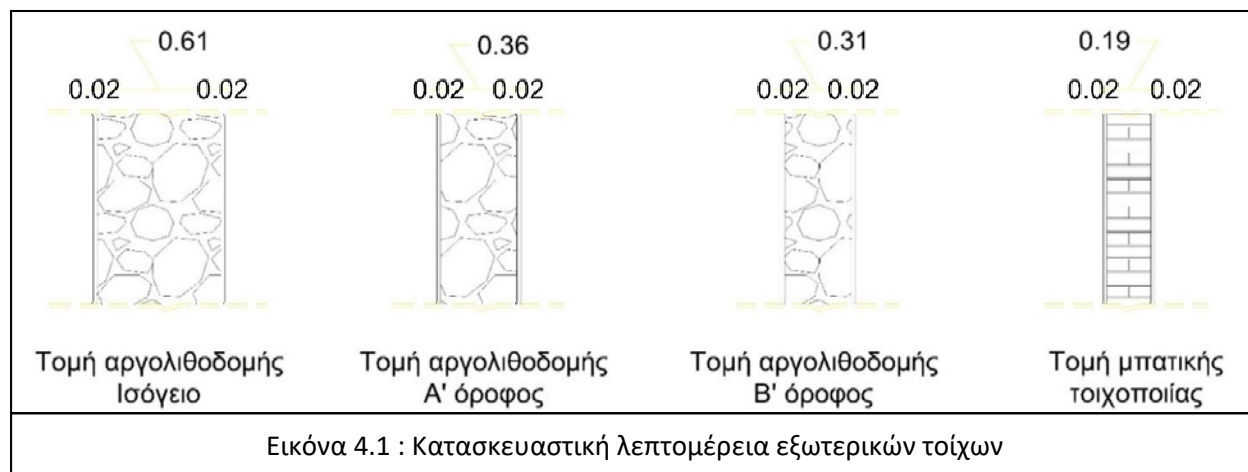 0.61
0.36
0.31
0.19
0.02 0.02
0.02 0.02
0.02 0.02
0.02 0.02
Τομή αργολιθοδομής
Ισόγειο
Τομή αργολιθοδομής
Α' όροφος
Τομή αργολιθοδομής
Β' όροφος
Τομή μπατικής
τοιχοποιίας
Εικόνα 4.1 : Κατασκευαστική λεπτομέρεια εξωτερικών τοίχων